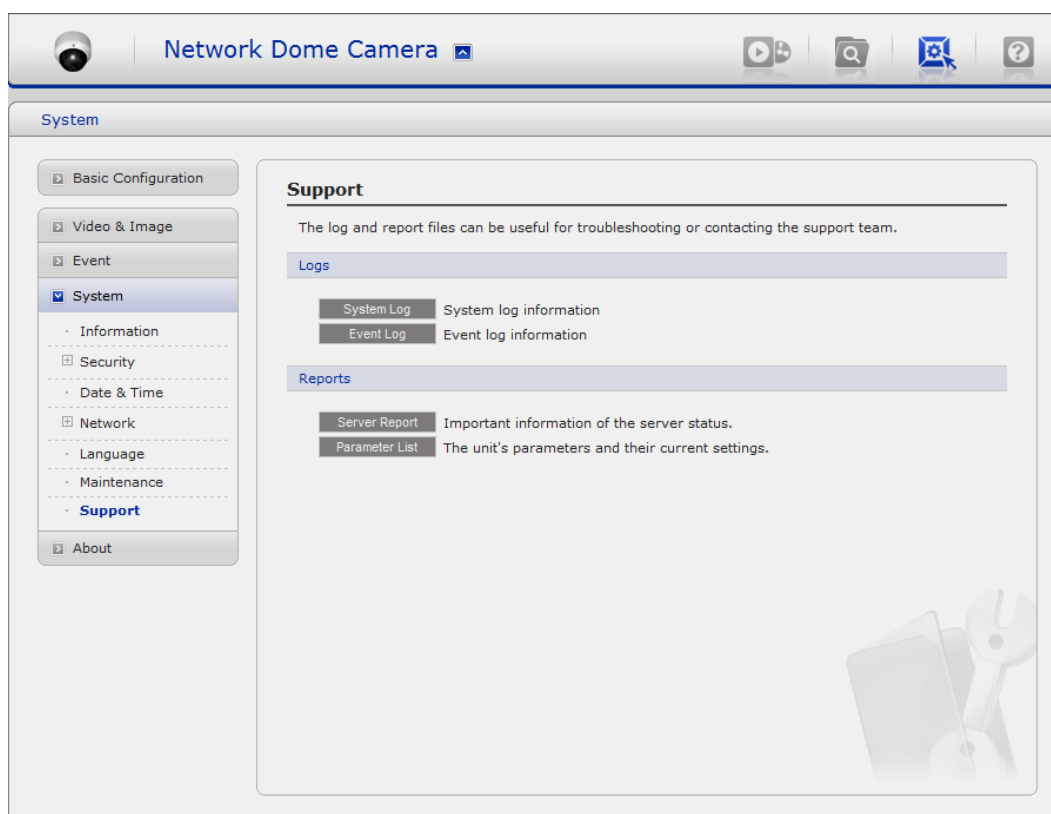 Network Dome Camera
System
Basic Configuration
Video & Image
Event
System
Information
Security
Date & Time
Network
Language
Maintenance
Support
About
Support
The log and report files can be useful for troubleshooting or contacting the support team.
Logs
System Log System log information
Event Log Event log information
Reports
Server Report Important information of the server status.
Parameter List The unit's parameters and their current settings.